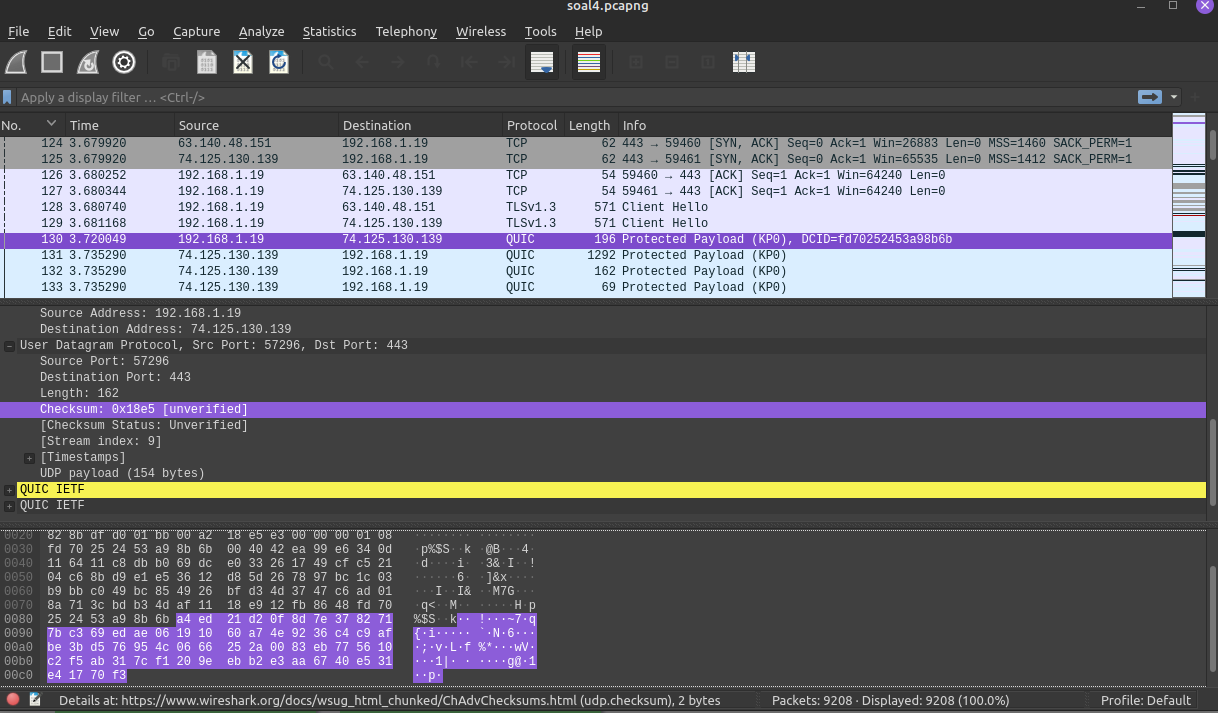 soal4.pcapng
File Edit View Go Capture Analyze Statistics Telephony Wireless Tools Help
Apply a display filter … <Ctrl-/>
No. Time Source Destination Protocol Length Info
124 3.679920 63.140.48.151 192.168.1.19 TCP 62 443 → 59460 [SYN, ACK] Seq=0 Ack=1 Win=26883 Len=0 MSS=1460 SACK_PERM=1
125 3.679920 74.125.130.139 192.168.1.19 TCP 62 443 → 59461 [SYN, ACK] Seq=0 Ack=1 Win=65535 Len=0 MSS=1412 SACK_PERM=1
126 3.680252 192.168.1.19 63.140.48.151 TCP 54 59460 → 443 [ACK] Seq=1 Ack=1 Win=64240 Len=0
127 3.680344 192.168.1.19 74.125.130.139 TCP 54 59461 → 443 [ACK] Seq=1 Ack=1 Win=64240 Len=0
128 3.680740 192.168.1.19 63.140.48.151 TLSv1.3 571 Client Hello
129 3.681168 192.168.1.19 74.125.130.139 TLSv1.3 571 Client Hello
130 3.720049 192.168.1.19 74.125.130.139 QUIC 196 Protected Payload (KP0), DCID=fd70252453a98b6b
131 3.735290 74.125.130.139 192.168.1.19 QUIC 1292 Protected Payload (KP0)
132 3.735290 74.125.130.139 192.168.1.19 QUIC 162 Protected Payload (KP0)
133 3.735290 74.125.130.139 192.168.1.19 QUIC 69 Protected Payload (KP0)
Source Address: 192.168.1.19
Destination Address: 74.125.130.139
User Datagram Protocol, Src Port: 57296, Dst Port: 443
Source Port: 57296
Destination Port: 443
Length: 162
Checksum: 0x18e5 [unverified]
[Checksum Status: Unverified]
[Stream index: 9]
[Timestamps]
UDP payload (154 bytes)
QUIC IETF
QUIC IETF
0020 82 8b df d0 01 bb 00 a2 18 e5 e3 00 00 00 01 08 ········ ········
0030 fd 70 25 24 53 a9 8b 6b 00 40 42 ea 99 e6 34 0d ·p%$S··k ·@B···4·
0040 11 64 11 c8 db b0 69 dc e0 33 26 17 49 cf c5 21 ·d····i· ·3&·I··!
0050 04 c6 8b d9 e1 e5 36 12 d8 5d 26 78 97 bc 1c 03 ······6· ·]&x····
0060 b9 bb c0 49 bc 85 49 26 bf d3 4d 37 47 c6 ad 01 ···I··I& ··M7G···
0070 8a 71 3c bd b3 4d af 11 18 e9 12 fb 86 48 fd 70 ·q<··M·· ·····H·p
0080 25 24 53 a9 8b 6b a4 ed 21 d2 0f 8d 7e 37 82 71 %$S··k·· !···~7·q
0090 7b c3 69 ed ae 06 19 10 60 a7 4e 92 36 c4 c9 af {·i····· `·N·6···
00a0 be 3b d5 76 95 4c 06 66 25 2a 00 83 eb 77 56 10 ·;·v·L·f %*···wV·
00b0 c2 f5 ab 31 7c f1 20 9e eb b2 e3 aa 67 40 e5 31 ···1|· · ····g@·1
00c0 e4 17 70 f3 ··p·
Details at: https://www.wireshark.org/docs/wsug_html_chunked/ChAdvChecksums.html (udp.checksum), 2 bytes Packets: 9208 · Displayed: 9208 (100.0%) Profile: Default